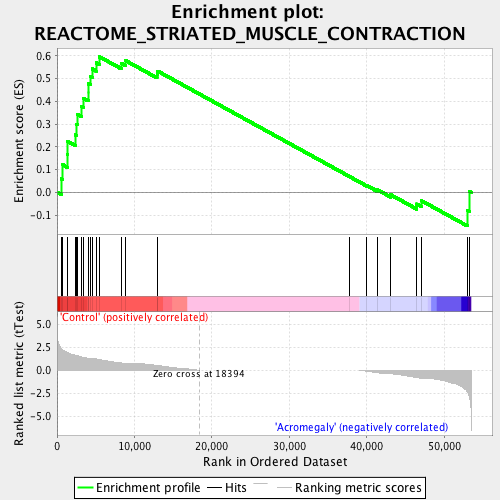 Enrichment plot:
REACTOME_STRIATED_MUSCLE_CONTRACTION
Enrichment score (ES)
0.6
0.5
0.4
0.3
0.2
0.1
0.0
-0.1
'Control' (positively correlated)
Ranked list metric (tTest)
5.0
2.5
0.0
-2.5
-5.0
Zero cross at 18394
'Acromegaly' (negatively correlated)
0 10,000 20,000 30,000 40,000 50,000
Rank in Ordered Dataset
Enrichment profile Hits Ranking metric scores